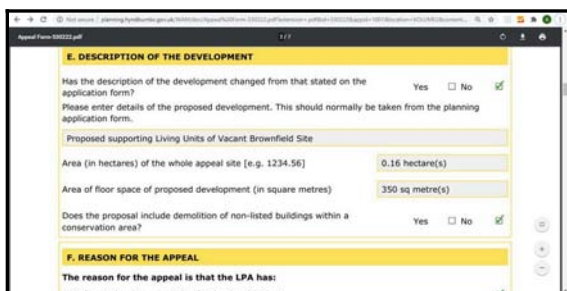 Appeal Form-550222.pdf
1 / 7
E. DESCRIPTION OF THE DEVELOPMENT
Has the description of the development changed from that stated on the
application form?
Yes ☐ No ☑
Please enter details of the proposed development. This should normally be taken from the planning
application form.
Proposed supporting Living Units of Vacant Brownfield Site
Area (in hectares) of the whole appeal site [e.g. 1234.56]
0.16 hectare(s)
Area of floor space of proposed development (in square metres)
350 sq metre(s)
Does the proposal include demolition of non-listed buildings within a
conservation area?
Yes ☐ No ☑
F. REASON FOR THE APPEAL
The reason for the appeal is that the LPA has: